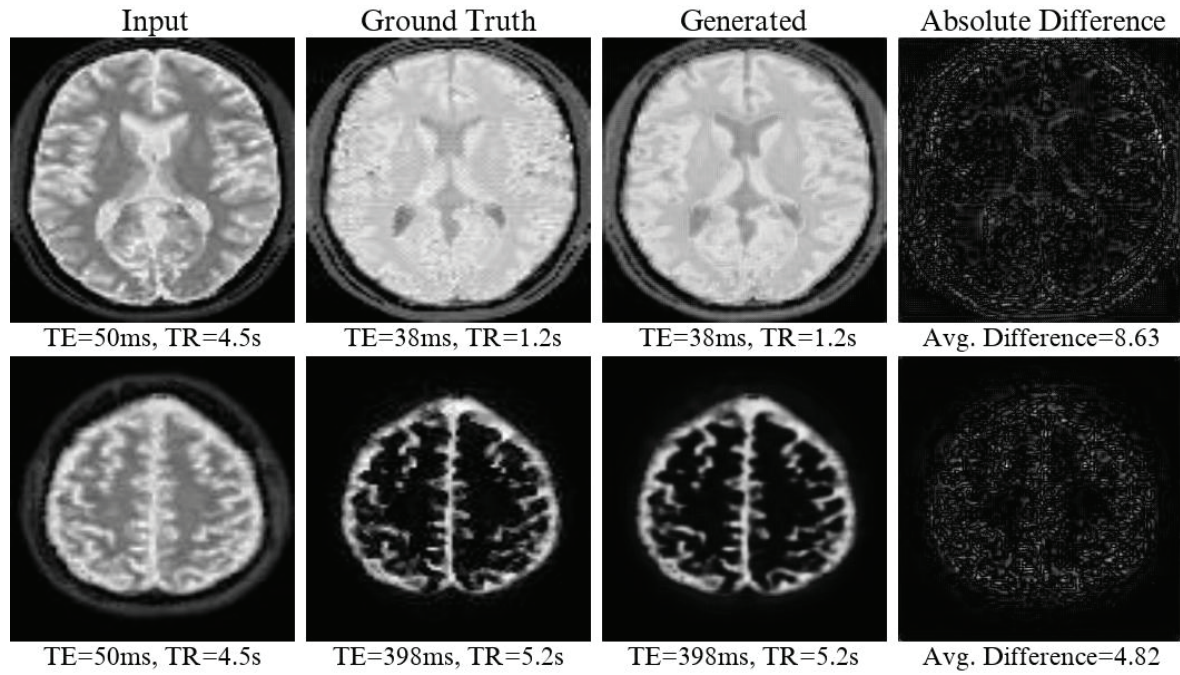 Input Ground Truth Generated Absolute Difference
TE=50ms, TR=4.5s TE=38ms, TR=1.2s TE=38ms, TR=1.2s Avg. Difference=8.63
TE=50ms, TR=4.5s TE=398ms, TR=5.2s TE=398ms, TR=5.2s Avg. Difference=4.82